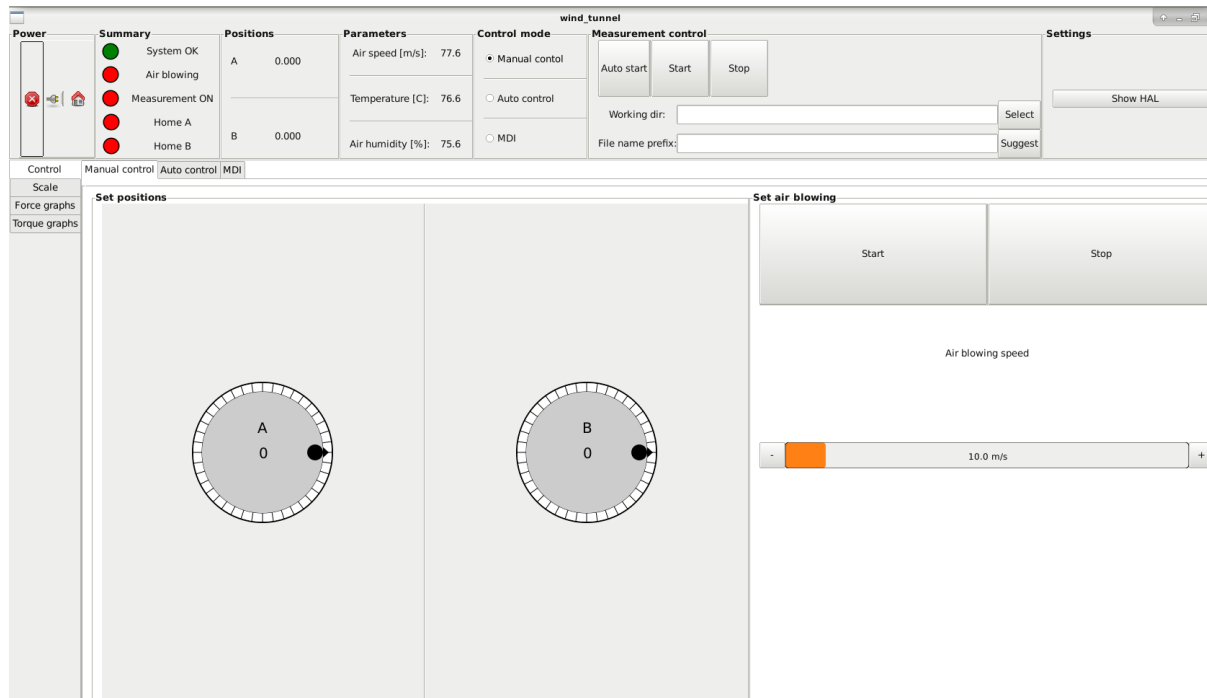 wind_tunnel
Power
Summary
System OK
Air blowing
Measurement ON
Home A
Home B
Positions
A 0.000
B 0.000
Parameters
Air speed [m/s]: 77.6
Temperature [C]: 76.6
Air humidity [%]: 75.6
Control mode
Manual contol
Auto control
MDI
Measurement control
Auto start Start Stop
Working dir: Select
File name prefix: Suggest
Settings
Show HAL
Control
Scale
Force graphs
Torque graphs
Manual control Auto control MDI
Set positions
A
0
B
0
Set air blowing
Start Stop
Air blowing speed
- 10.0 m/s +